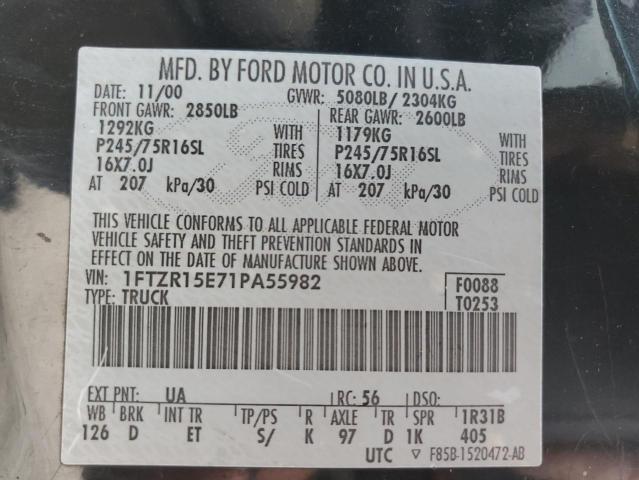 MFD. BY FORD MOTOR CO. IN U.S.A.
DATE: 11/00 GVWR: 5080LB/ 2304KG
FRONT GAWR: 2850LB REAR GAWR: 2600LB
1292KG WITH 1179KG WITH
P245/75R16SL TIRES P245/75R16SL TIRES
16X7.0J RIMS 16X7.0J RIMS
AT 207 kPa/30 PSI COLD AT 207 kPa/30 PSI COLD
THIS VEHICLE CONFORMS TO ALL APPLICABLE FEDERAL MOTOR
VEHICLE SAFETY AND THEFT PREVENTION STANDARDS IN
EFFECT ON THE DATE OF MANUFACTURE SHOWN ABOVE.
VIN: 1FTZR15E71PA55982 F0088
TYPE: TRUCK T0253
EXT PNT: UA RC: 56 DSO:
WB BRK INT TR TP/PS R AXLE TR SPR 1R31B
126 D ET S/ K 97 D 1K 405
UTC ▽ F85B-1520472-AB